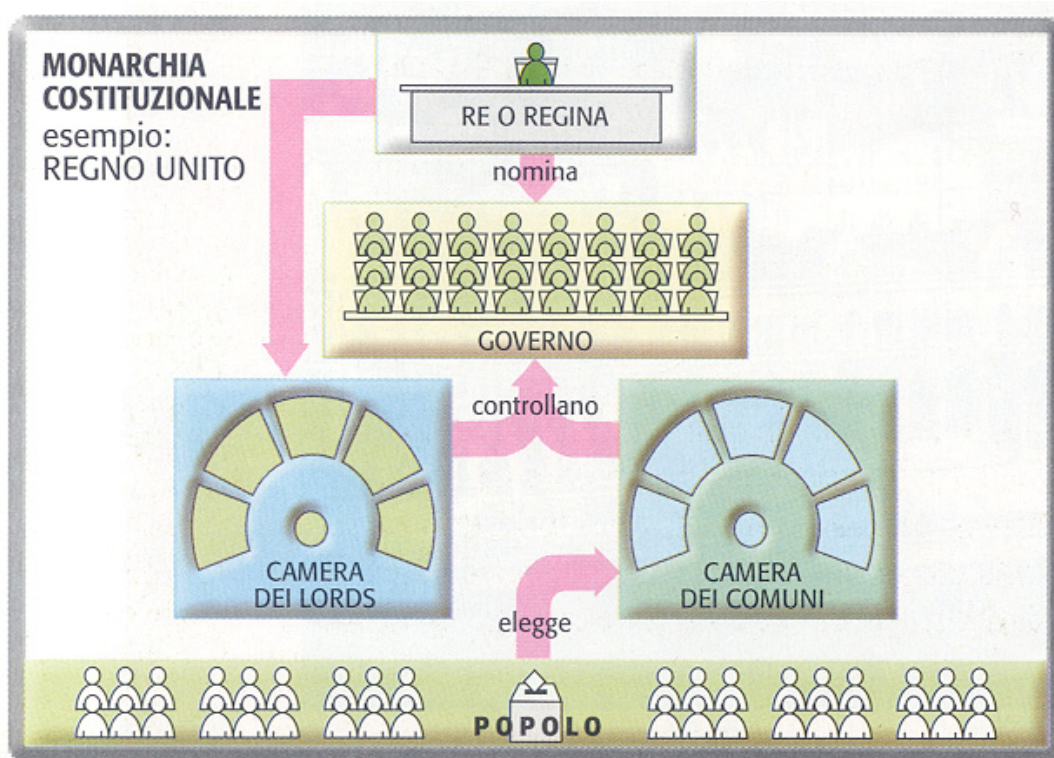 MONARCHIA
COSTITUZIONALE
esempio:
REGNO UNITO
RE O REGINA
nomina
GOVERNO
controllano
CAMERA
DEI LORDS
CAMERA
DEI COMUNI
elegge
POPOLO